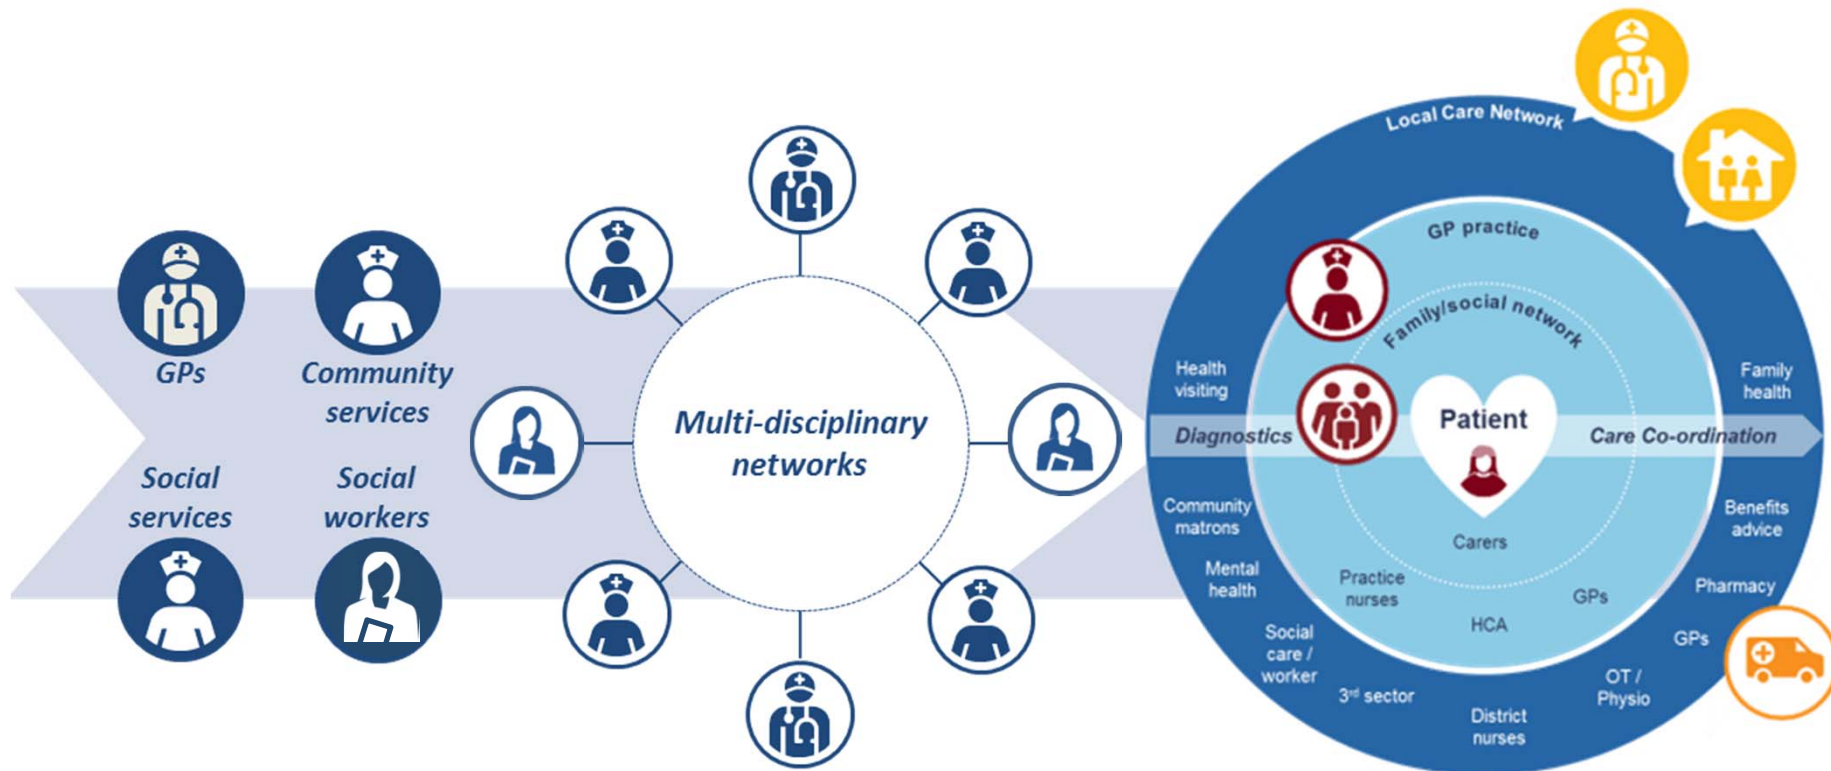 GPs
Community
services
Social
services
Social
workers
Multi-disciplinary
networks
Local Care Network
GP practice
Family/social network
Health
visiting
Family
health
Diagnostics
Patient
Care Co-ordination
Community
matrons
Benefits
advice
Carers
Mental
health
Practice
nurses
GPs
Pharmacy
HCA
Social
care /
worker
GPs
3rd sector
OT /
Physio
District
nurses